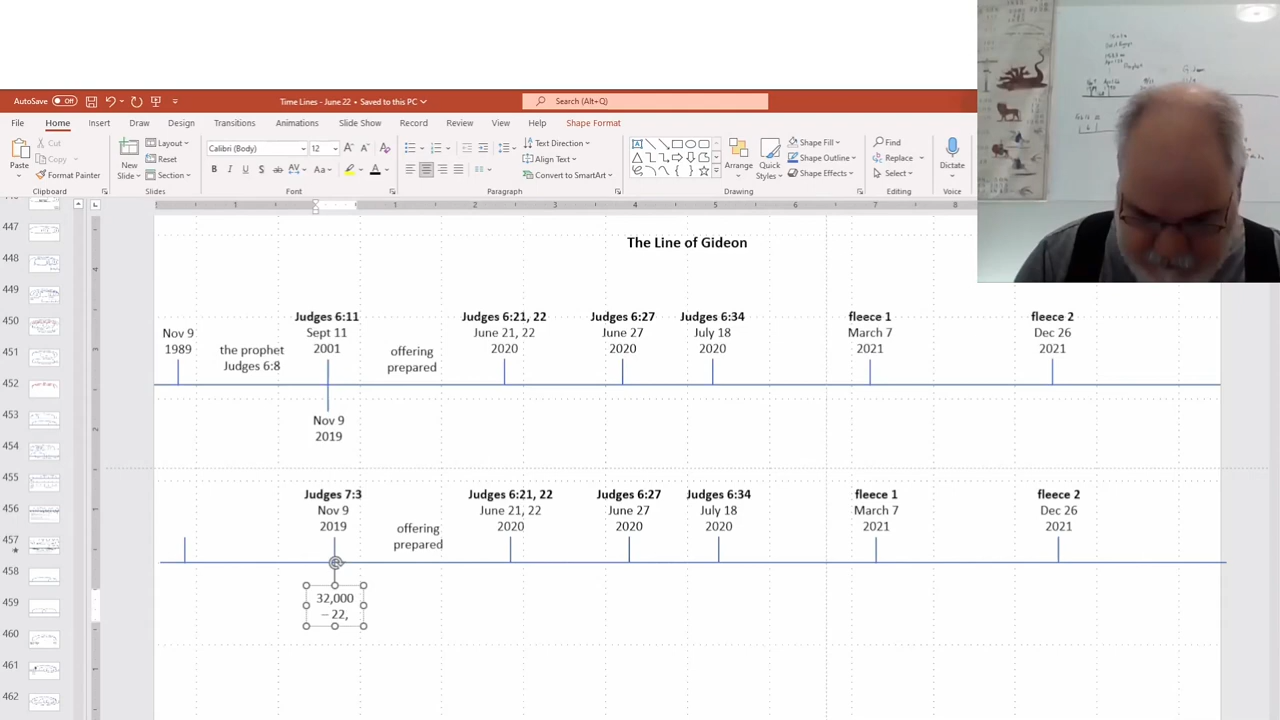 AutoSave Off
Time Lines - June 22 • Saved to this PC
Search (Alt+Q)
File Home Insert Draw Design Transitions Animations Slide Show Record Review View Help Shape Format
Paste
Cut
Copy
Format Painter
Clipboard
New Slide
Layout
Reset
Section
Slides
Calibri (Body) 12
Font
Paragraph
Text Direction
Align Text
Convert to SmartArt
Arrange
Quick Styles
Shape Fill
Shape Outline
Shape Effects
Drawing
Find
Replace
Select
Editing
Dictate
Voice
The Line of Gideon
Nov 9
1989
the prophet
Judges 6:8
Judges 6:11
Sept 11
2001
Nov 9
2019
offering
prepared
Judges 6:21, 22
June 21, 22
2020
Judges 6:27
June 27
2020
Judges 6:34
July 18
2020
fleece 1
March 7
2021
fleece 2
Dec 26
2021
Judges 7:3
Nov 9
2019
32,000
– 22,
offering
prepared
Judges 6:21, 22
June 21, 22
2020
Judges 6:27
June 27
2020
Judges 6:34
July 18
2020
fleece 1
March 7
2021
fleece 2
Dec 26
2021
447
448
449
450
451
452
453
454
455
456
457
458
459
460
461
462